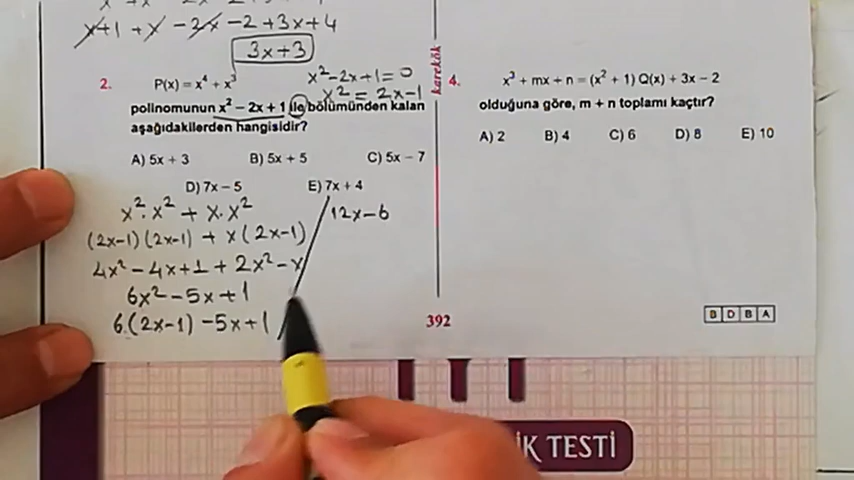 x+1 + x - 2x - 2 + 3x + 4
3x+3
2. P(x) = x⁴ + x³
x² - 2x + 1 = 0
x² = 2x - 1
polinomunun x² – 2x + 1 ile bölümünden kalan
aşağıdakilerden hangisidir?
A) 5x + 3 B) 5x + 5 C) 5x – 7
D) 7x – 5 E) 7x + 4
x² · x² + x · x²
(2x-1) (2x-1) + x (2x-1)
4x² - 4x + 1 + 2x² - x
6x² - 5x + 1
6.(2x-1) - 5x + 1
12x - 6
karekök
4. x³ + mx + n = (x² + 1) Q(x) + 3x – 2
olduğuna göre, m + n toplamı kaçtır?
A) 2 B) 4 C) 6 D) 8 E) 10
392
B D B A
İK TESTİ